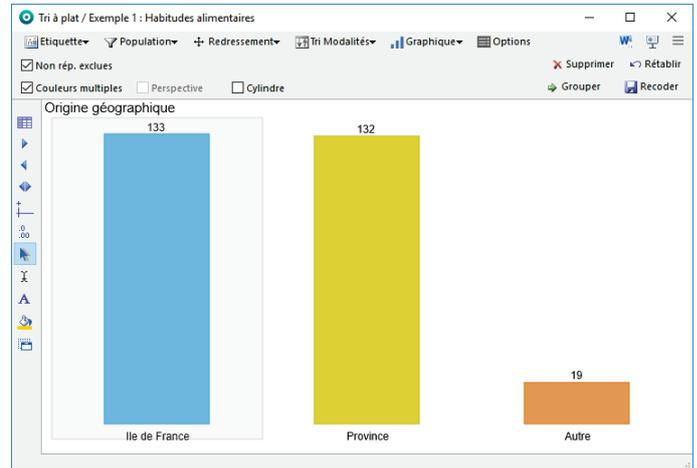 Tri à plat / Exemple 1 : Habitudes alimentaires
Etiquette Population Redressement Tri Modalités Graphique Options
Non rép. exclues Supprimer Rétablir
Couleurs multiples Perspective Cylindre Grouper Recoder
Origine géographique
133
132
19
Ile de France Province Autre